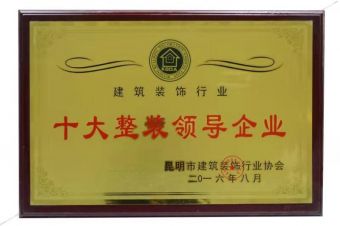 建筑装饰行业
十大整装领导企业
昆明市建筑装饰行业协会
二〇一六年八月